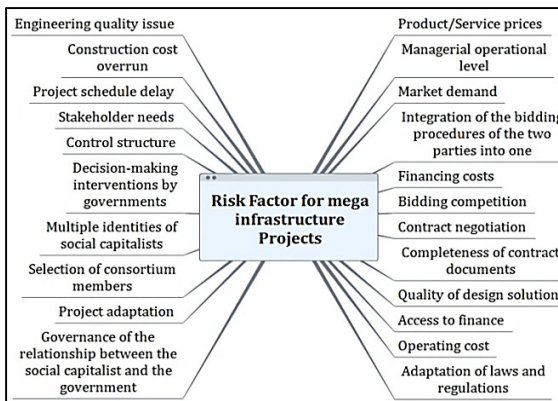 Engineering quality issue
Construction cost
overrun
Project schedule delay
Stakeholder needs
Control structure
Decision-making
interventions by
governments
Multiple identities of
social capitalists
Selection of consortium
members
Project adaptation
Governance of the
relationship between the
social capitalist and the
government
Risk Factor for mega
infrastructure
Projects
Product/Service prices
Managerial operational
level
Market demand
Integration of the bidding
procedures of the two
parties into one
Financing costs
Bidding competition
Contract negotiation
Completeness of contract
documents
Quality of design solution
Access to finance
Operating cost
Adaptation of laws and
regulations